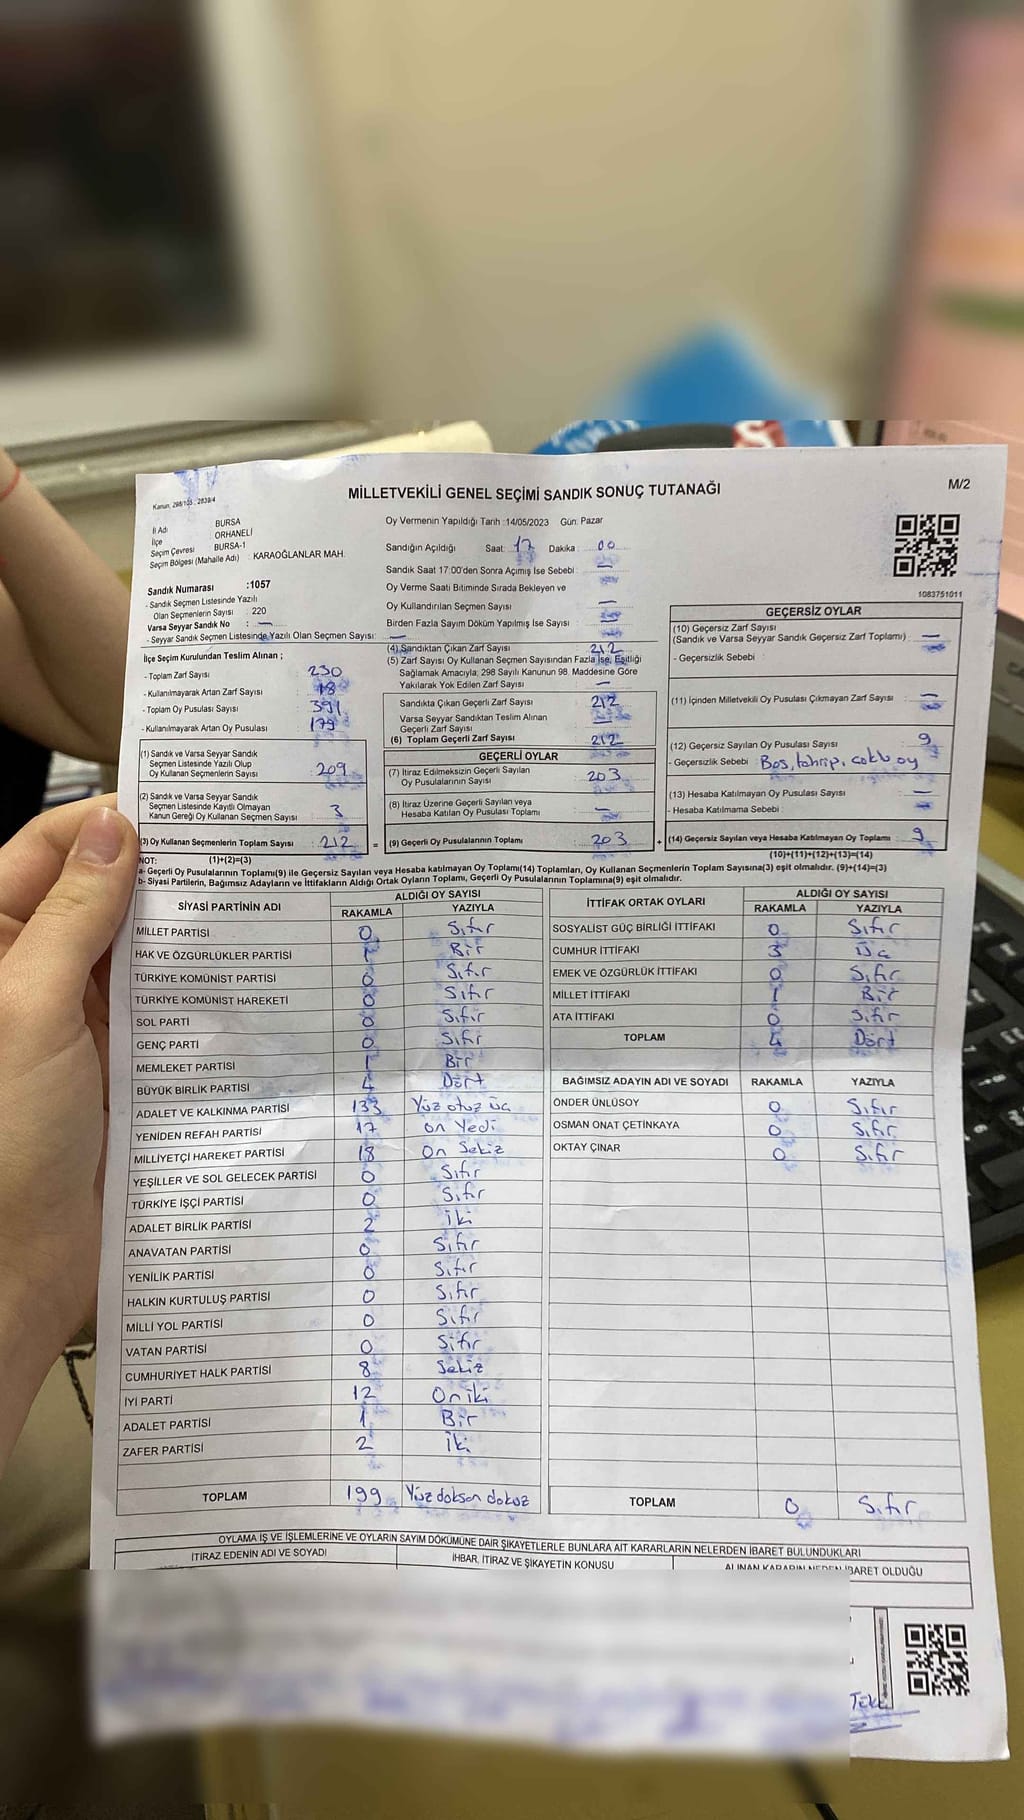 MİLLETVEKİLİ GENEL SEÇİMİ SANDIK SONUÇ TUTANAĞI
M/2
İl Adı BURSA
İlçe ORHANELİ
Seçim Çevresi BURSA-1
Seçim Bölgesi (Mahalle Adı) : KARAOĞLANLAR MAH.
Sandık Numarası :1057
- Sandık Seçmen Listesinde Yazılı
Olan Seçmenlerin Sayısı : 220
Varsa Seyyar Sandık No : —
- Seyyar Sandık Seçmen Listesinde Yazılı Olan Seçmen Sayısı: —
İlçe Seçim Kurulundan Teslim Alınan ;
- Toplam Zarf Sayısı 230
- Kullanılmayarak Artan Zarf Sayısı 18
- Toplam Oy Pusulası Sayısı 391
- Kullanılmayarak Artan Oy Pusulası 179
(1) Sandık ve Varsa Seyyar Sandık
Seçmen Listesinde Yazılı Olup
Oy Kullanan Seçmenlerin Sayısı : 209
(2) Sandık ve Varsa Seyyar Sandık
Seçmen Listesinde Kayıtlı Olmayan
Kanun Gereği Oy Kullanan Seçmen Sayısı : 3
(3) Oy Kullanan Seçmenlerin Toplam Sayısı : 212 =
Oy Vermenin Yapıldığı Tarih :14/05/2023 Gün: Pazar
Sandığın Açıldığı Saat: 17 Dakika : 00
Sandık Saat 17:00'den Sonra Açılmış İse Sebebi : —
Oy Verme Saati Bitiminde Sırada Bekleyen ve
Oy Kullandırılan Seçmen Sayısı —
Birden Fazla Sayım Döküm Yapılmış İse Sayısı : —
(4) Sandıktan Çıkan Zarf Sayısı 212
(5) Zarf Sayısı Oy Kullanan Seçmen Sayısından Fazla İse, Eşitliği
Sağlamak Amacıyla; 298 Sayılı Kanunun 98. Maddesine Göre
Yakılarak Yok Edilen Zarf Sayısı —
Sandıkta Çıkan Geçerli Zarf Sayısı 212
Varsa Seyyar Sandıktan Teslim Alınan
Geçerli Zarf Sayısı —
(6) Toplam Geçerli Zarf Sayısı 212
GEÇERLİ OYLAR
(7) İtiraz Edilmeksizin Geçerli Sayılan
Oy Pusulalarının Sayısı 203
(8) İtiraz Üzerine Geçerli Sayılan veya
Hesaba Katılan Oy Pusulası Toplamı —
(9) Geçerli Oy Pusulalarının Toplamı : 203 +
1083751011
GEÇERSİZ OYLAR
(10) Geçersiz Zarf Sayısı
(Sandık ve Varsa Seyyar Sandık Geçersiz Zarf Toplamı) : —
- Geçersizlik Sebebi :
(11) İçinden Milletvekili Oy Pusulası Çıkmayan Zarf Sayısı —
(12) Geçersiz Sayılan Oy Pusulası Sayısı 9
- Geçersizlik Sebebi : Boş, tahrip, çoklu oy
(13) Hesaba Katılmayan Oy Pusulası Sayısı —
- Hesaba Katılmama Sebebi :
(14) Geçersiz Sayılan veya Hesaba Katılmayan Oy Toplamı : 9
NOT: (1)+(2)=(3) (10)+(11)+(12)+(13)=(14)
a- Geçerli Oy Pusulalarının Toplamı(9) ile Geçersiz Sayılan veya Hesaba katılmayan Oy Toplamı(14) Toplamları, Oy Kullanan Seçmenlerin Toplam Sayısına(3) eşit olmalıdır. (9)+(14)=(3)
b- Siyasi Partilerin, Bağımsız Adayların ve İttifakların Aldığı Ortak Oyların Toplamı, Geçerli Oy Pusulalarının Toplamına(9) eşit olmalıdır.
SİYASİ PARTİNİN ADI ALDIĞI OY SAYISI
RAKAMLA YAZIYLA
MİLLET PARTİSİ 0 Sıfır
HAK VE ÖZGÜRLÜKLER PARTİSİ 1 Bir
TÜRKİYE KOMÜNİST PARTİSİ 0 Sıfır
TÜRKİYE KOMÜNİST HAREKETİ 0 Sıfır
SOL PARTİ 0 Sıfır
GENÇ PARTİ 0 Sıfır
MEMLEKET PARTİSİ 1 Bir
BÜYÜK BİRLİK PARTİSİ 4 Dört
ADALET VE KALKINMA PARTİSİ 133 Yüz otuz üç
YENİDEN REFAH PARTİSİ 17 on Yedi
MİLLİYETÇİ HAREKET PARTİSİ 18 On Sekiz
YEŞİLLER VE SOL GELECEK PARTİSİ 0 Sıfır
TÜRKİYE İŞÇİ PARTİSİ 0 Sıfır
ADALET BİRLİK PARTİSİ 2 İki
ANAVATAN PARTİSİ 0 Sıfır
YENİLİK PARTİSİ 0 Sıfır
HALKIN KURTULUŞ PARTİSİ 0 Sıfır
MİLLİ YOL PARTİSİ 0 Sıfır
VATAN PARTİSİ 0 Sıfır
CUMHURİYET HALK PARTİSİ 8 Sekiz
İYİ PARTİ 12 On iki
ADALET PARTİSİ 1 Bir
ZAFER PARTİSİ 2 İki
TOPLAM 199 Yüz doksan dokuz
İTTİFAK ORTAK OYLARI ALDIĞI OY SAYISI
RAKAMLA YAZIYLA
SOSYALİST GÜÇ BİRLİĞİ İTTİFAKI 0 Sıfır
CUMHUR İTTİFAKI 3 Üç
EMEK VE ÖZGÜRLÜK İTTİFAKI 0 Sıfır
MİLLET İTTİFAKI 1 Bir
ATA İTTİFAKI 0 Sıfır
TOPLAM 4 Dört
BAĞIMSIZ ADAYIN ADI VE SOYADI RAKAMLA YAZIYLA
ÖNDER ÜNLÜSOY 0 Sıfır
OSMAN ONAT ÇETİNKAYA 0 Sıfır
OKTAY ÇINAR 0 Sıfır
TOPLAM 0 Sıfır
OYLAMA İŞ VE İŞLEMLERİNE VE OYLARIN SAYIM DÖKÜMÜNE DAİR ŞİKAYETLERLE BUNLARA AİT KARARLARIN NELERDEN İBARET BULUNDUKLARI
İTİRAZ EDENİN ADI VE SOYADI İHBAR, İTİRAZ VE ŞİKAYETİN KONUSU ALINAN KARARIN NEDEN İBARET OLDUĞU